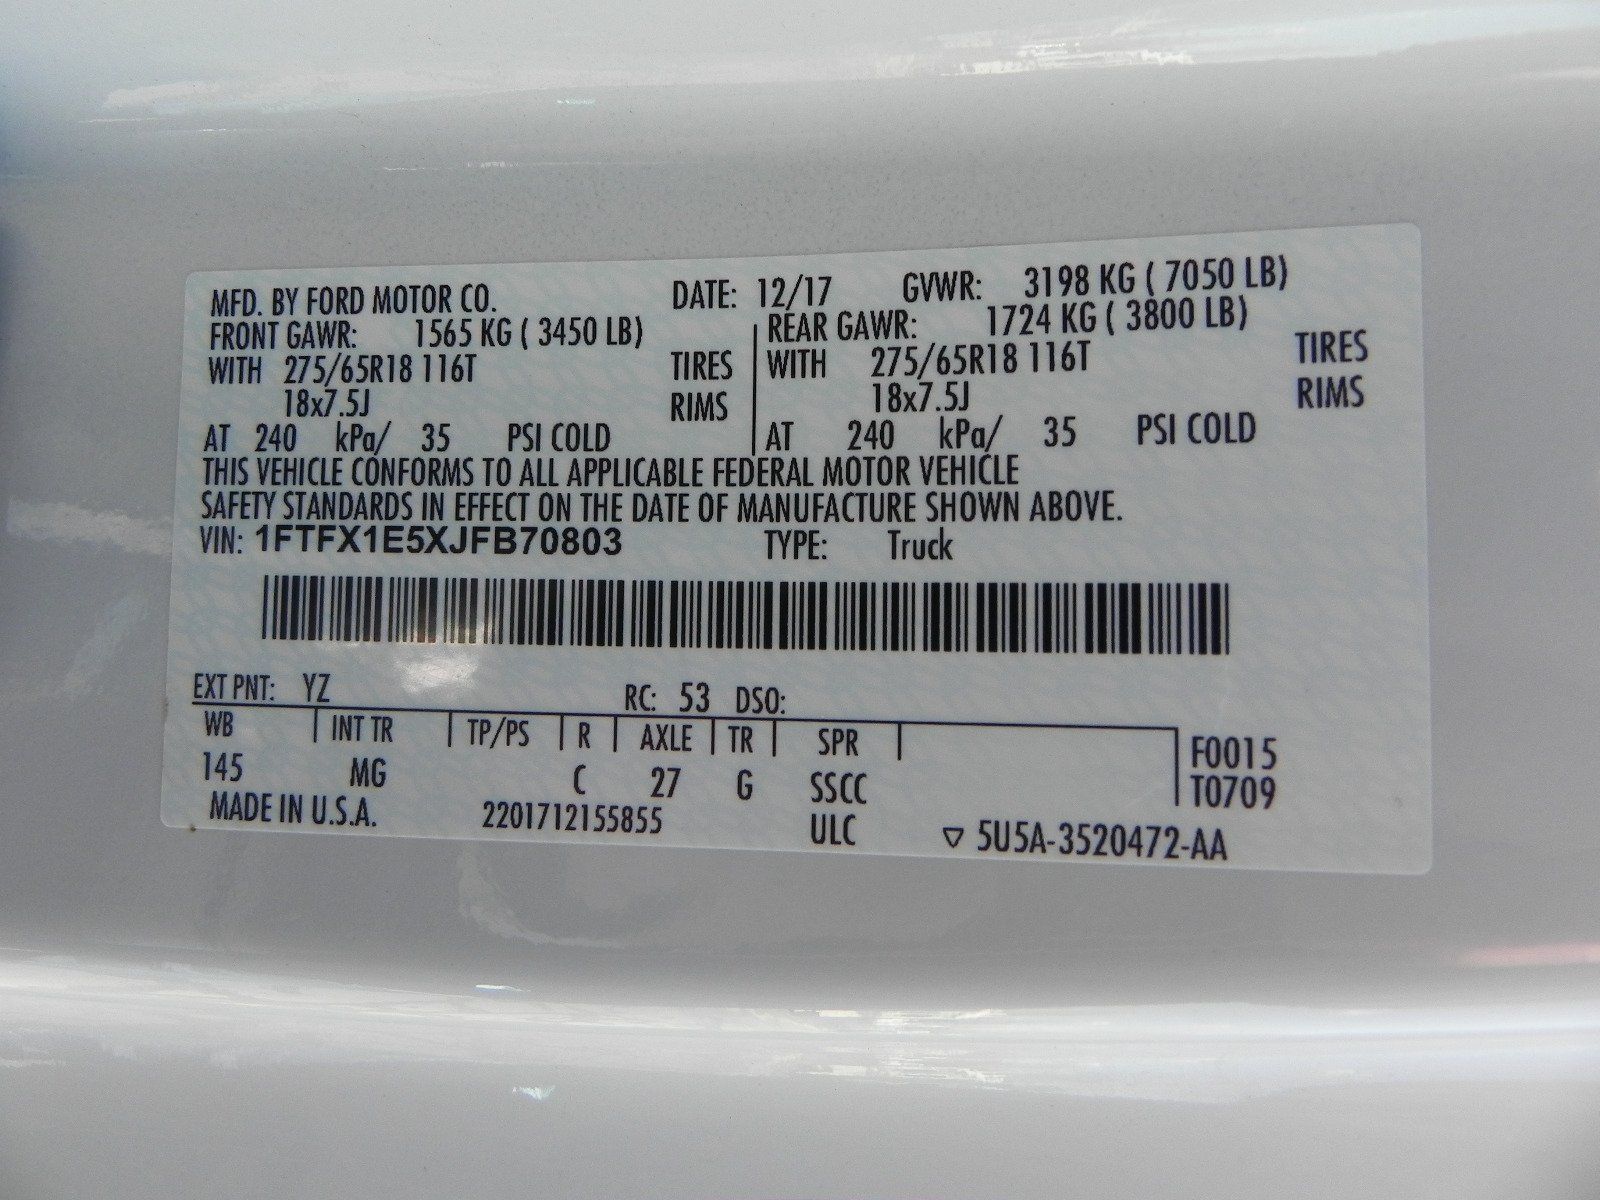 MFD. BY FORD MOTOR CO. DATE: 12/17 GVWR: 3198 KG ( 7050 LB)
FRONT GAWR: 1565 KG ( 3450 LB) REAR GAWR: 1724 KG ( 3800 LB)
WITH 275/65R18 116T TIRES WITH 275/65R18 116T TIRES
18x7.5J RIMS 18x7.5J RIMS
AT 240 kPa/ 35 PSI COLD AT 240 kPa/ 35 PSI COLD
THIS VEHICLE CONFORMS TO ALL APPLICABLE FEDERAL MOTOR VEHICLE
SAFETY STANDARDS IN EFFECT ON THE DATE OF MANUFACTURE SHOWN ABOVE.
VIN: 1FTFX1E5XJFB70803 TYPE: Truck
EXT PNT: YZ RC: 53 DSO:
WB INT TR TP/PS R AXLE TR SPR F0015
145 MG C 27 G SSCC T0709
MADE IN U.S.A. 2201712155855 ULC ▽ 5U5A-3520472-AA